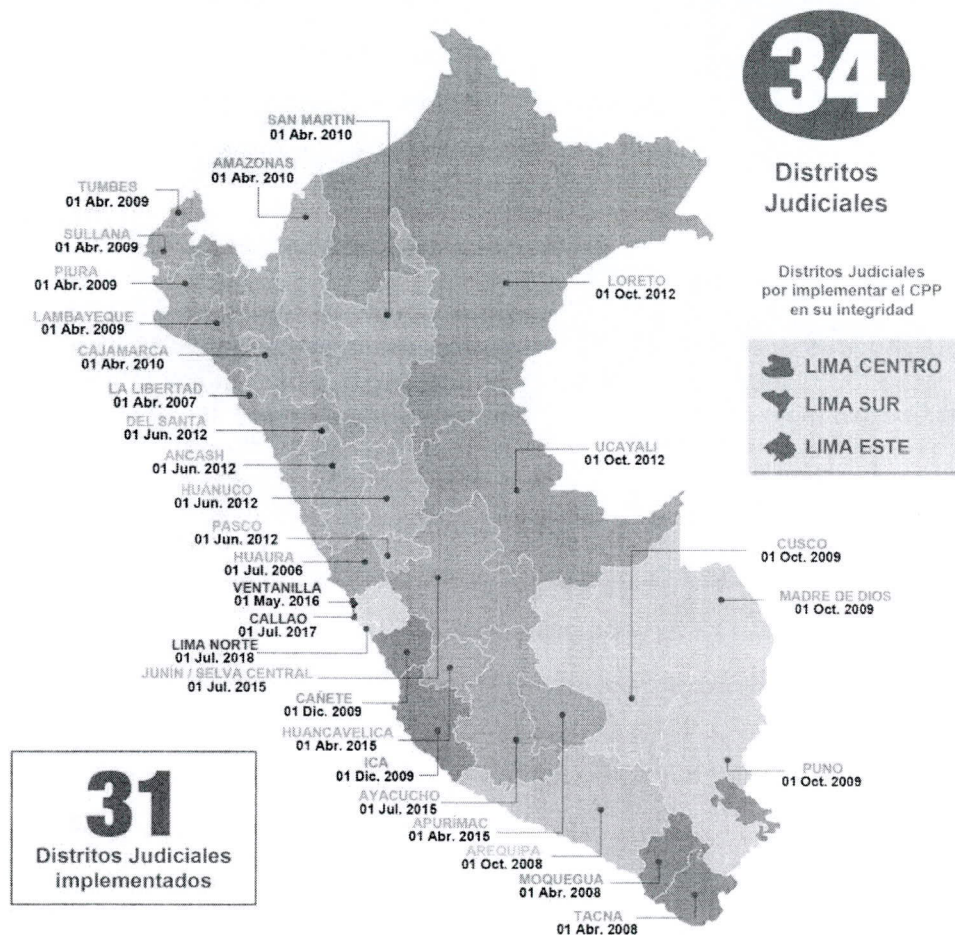 34
Distritos
Judiciales
Distritos Judiciales
por implementar el CPP
en su integridad
LIMA CENTRO
LIMA SUR
LIMA ESTE
SAN MARTIN
01 Abr. 2010
AMAZONAS
01 Abr. 2010
TUMBES
01 Abr. 2009
SULLANA
01 Abr. 2009
PIURA
01 Abr. 2009
LAMBAYEQUE
01 Abr. 2009
CAJAMARCA
01 Abr. 2010
LA LIBERTAD
01 Abr. 2007
DEL SANTA
01 Jun. 2012
ANCASH
01 Jun. 2012
HUANUCO
01 Jun. 2012
PASCO
01 Jun. 2012
HUAURA
01 Jul. 2006
VENTANILLA
01 May. 2016
CALLAO
01 Jul. 2017
LIMA NORTE
01 Jul. 2018
JUNÍN / SELVA CENTRAL
01 Jul. 2015
CAÑETE
01 Dic. 2009
HUANCAVELICA
01 Abr. 2015
ICA
01 Dic. 2009
AYACUCHO
01 Jul. 2015
APURÍMAC
01 Abr. 2015
AREQUIPA
01 Oct. 2008
MOQUEGUA
01 Abr. 2008
TACNA
01 Abr. 2008
LORETO
01 Oct. 2012
UCAYALI
01 Oct. 2012
CUSCO
01 Oct. 2009
MADRE DE DIOS
01 Oct. 2009
PUNO
01 Oct. 2009
31
Distritos Judiciales
implementados